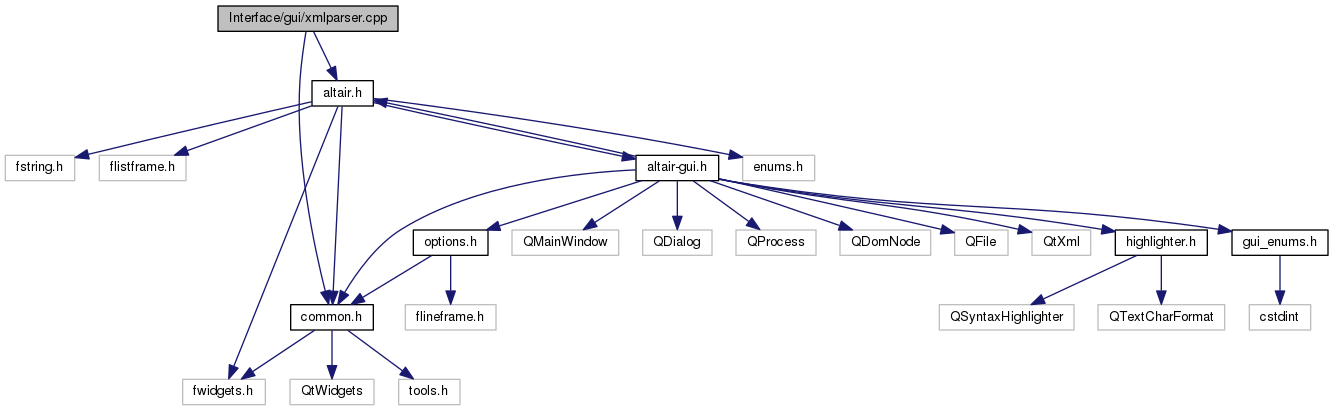 Interface/gui/xmlparser.cpp
altair.h
fstring.h
flistframe.h
altair-gui.h
enums.h
options.h
QMainWindow
QDialog
QProcess
QDomNode
QFile
QtXml
highlighter.h
gui_enums.h
common.h
flineframe.h
QSyntaxHighlighter
QTextCharFormat
cstdint
fwidgets.h
QtWidgets
tools.h